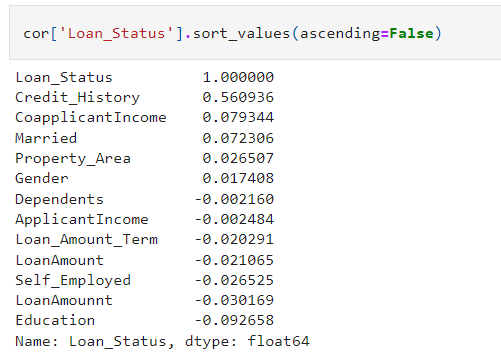 cor['Loan_Status'].sort_values(ascending=False)
Loan_Status 1.000000
Credit_History 0.560936
CoapplicantIncome 0.079344
Married 0.072306
Property_Area 0.026507
Gender 0.017408
Dependents -0.002160
ApplicantIncome -0.002484
Loan_Amount_Term -0.020291
LoanAmount -0.021065
Self_Employed -0.026525
LoanAmounnt -0.030169
Education -0.092658
Name: Loan_Status, dtype: float64